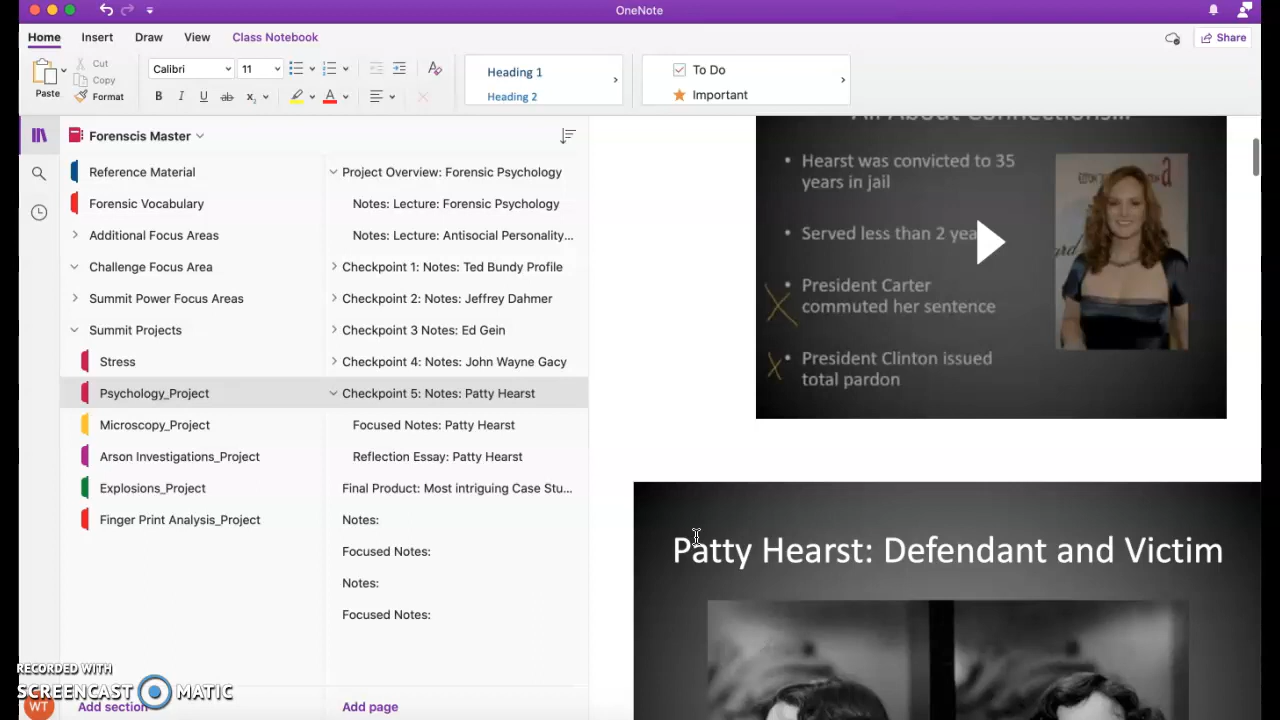 OneNote
Home Insert Draw View Class Notebook
Share
Paste
Cut
Copy
Format
Calibri 11
B I U ab x
Heading 1
Heading 2
To Do
Important
Forenscis Master
Reference Material
Forensic Vocabulary
Additional Focus Areas
Challenge Focus Area
Summit Power Focus Areas
Summit Projects
Stress
Psychology_Project
Microscopy_Project
Arson Investigations_Project
Explosions_Project
Finger Print Analysis_Project
Add section
Project Overview: Forensic Psychology
Notes: Lecture: Forensic Psychology
Notes: Lecture: Antisocial Personality...
Checkpoint 1: Notes: Ted Bundy Profile
Checkpoint 2: Notes: Jeffrey Dahmer
Checkpoint 3 Notes: Ed Gein
Checkpoint 4: Notes: John Wayne Gacy
Checkpoint 5: Notes: Patty Hearst
Focused Notes: Patty Hearst
Reflection Essay: Patty Hearst
Final Product: Most intriguing Case Stu...
Notes:
Focused Notes:
Notes:
Focused Notes:
Add page
All About Connections...
• Hearst was convicted to 35
years in jail
• Served less than 2 yea
• President Carter
commuted her sentence
• President Clinton issued
total pardon
Patty Hearst: Defendant and Victim
RECORDED WITH
SCREENCAST MATIC
WT